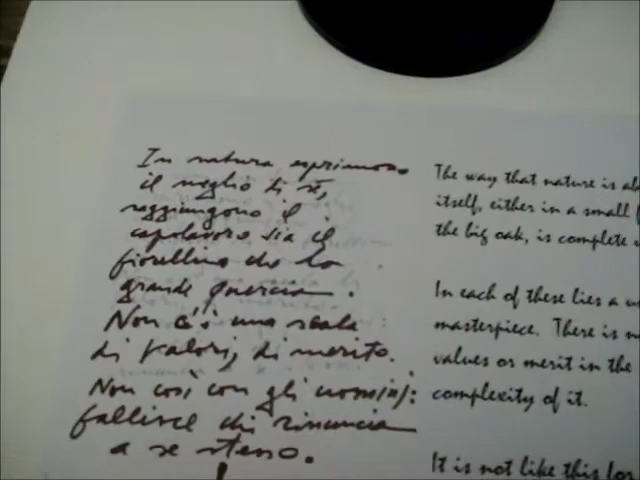 In natura esprimono
il meglio di sé,
raggiungono il
capolavoro sia il
fiorellino che la
grande quercia.
Non c'è una scala
di valori, di merito.
Non così con gli uomini:
fallisce chi rinuncia
a se stesso.
The way that nature is
itself, either in a small
the big oak, is complete
In each of these lies a
masterpiece. There is
values or merit in the
complexity of it.
It is not like this for